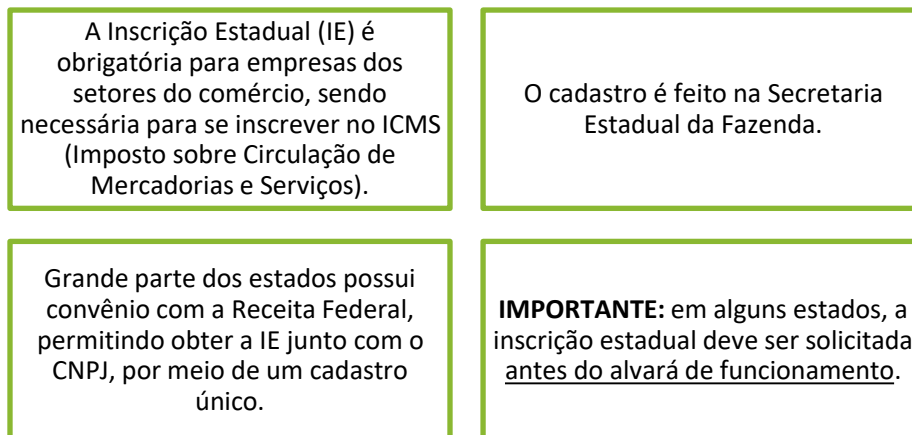 A Inscrição Estadual (IE) é
obrigatória para empresas dos
setores do comércio, sendo
necessária para se inscrever no ICMS
(Imposto sobre Circulação de
Mercadorias e Serviços).
O cadastro é feito na Secretaria
Estadual da Fazenda.
Grande parte dos estados possui
convênio com a Receita Federal,
permitindo obter a IE junto com o
CNPJ, por meio de um cadastro
único.
IMPORTANTE: em alguns estados, a
inscrição estadual deve ser solicitada
antes do alvará de funcionamento.